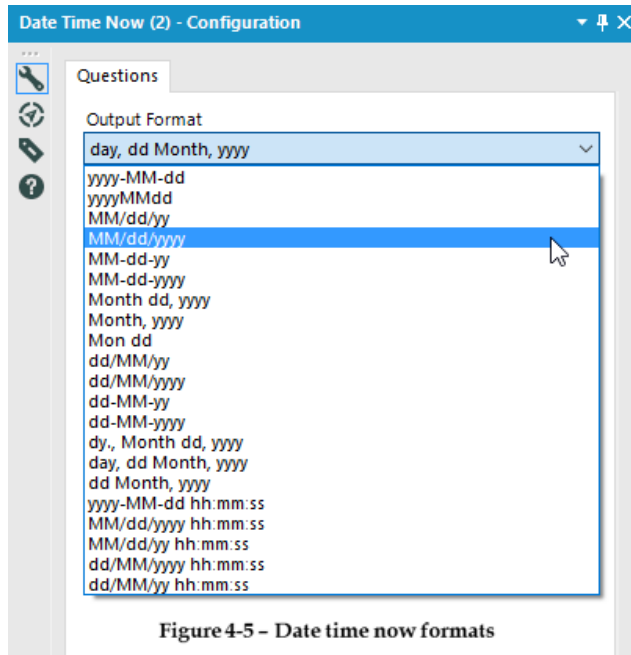 Date Time Now (2) - Configuration
Questions
Output Format
day, dd Month, yyyy
yyyy-MM-dd
yyyyMMdd
MM/dd/yy
MM/dd/yyyy
MM-dd-yy
MM-dd-yyyy
Month dd, yyyy
Month, yyyy
Mon dd
dd/MM/yy
dd/MM/yyyy
dd-MM-yy
dd-MM-yyyy
dy., Month dd, yyyy
day, dd Month, yyyy
dd Month, yyyy
yyyy-MM-dd hh:mm:ss
MM/dd/yyyy hh:mm:ss
MM/dd/yy hh:mm:ss
dd/MM/yyyy hh:mm:ss
dd/MM/yy hh:mm:ss
Figure 4-5 – Date time now formats